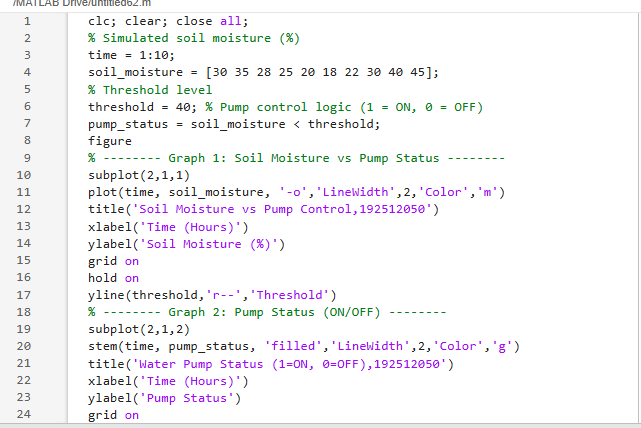 /MATLAB Drive/untitled62.m
1 clc; clear; close all;
2 % Simulated soil moisture (%)
3 time = 1:10;
4 soil_moisture = [30 35 28 25 20 18 22 30 40 45];
5 % Threshold level
6 threshold = 40; % Pump control logic (1 = ON, 0 = OFF)
7 pump_status = soil_moisture < threshold;
8 figure
9 % -------- Graph 1: Soil Moisture vs Pump Status --------
10 subplot(2,1,1)
11 plot(time, soil_moisture, '-o','LineWidth',2,'Color','m')
12 title('Soil Moisture vs Pump Control,192512050')
13 xlabel('Time (Hours)')
14 ylabel('Soil Moisture (%)')
15 grid on
16 hold on
17 yline(threshold,'r--','Threshold')
18 % -------- Graph 2: Pump Status (ON/OFF) --------
19 subplot(2,1,2)
20 stem(time, pump_status, 'filled','LineWidth',2,'Color','g')
21 title('Water Pump Status (1=ON, 0=OFF),192512050')
22 xlabel('Time (Hours)')
23 ylabel('Pump Status')
24 grid on